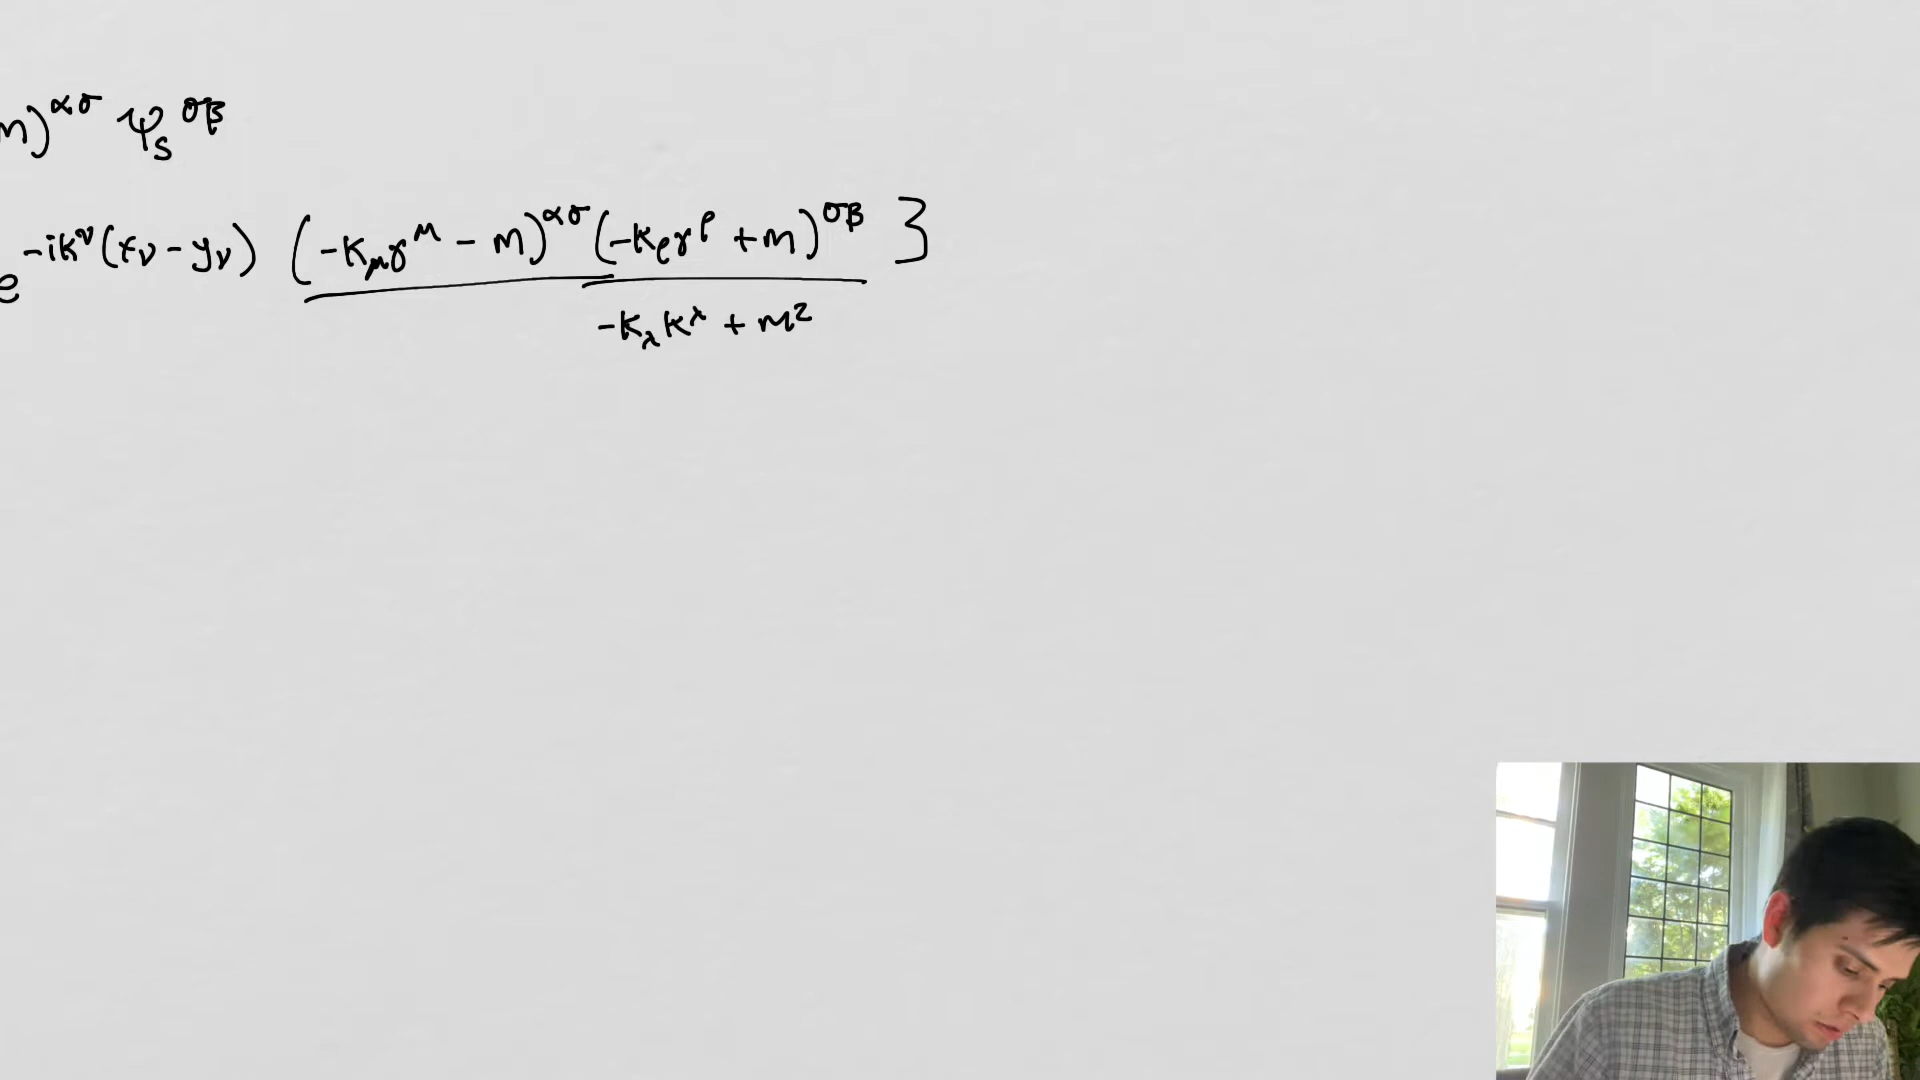 m)^{ασ} ψ_s^{σβ}
e^{-ik^ν(x_ν - y_ν)} (-k_μγ^μ - m)^{ασ}(-k_ργ^ρ + m)^{σβ} }
-k_λk^λ + m^2